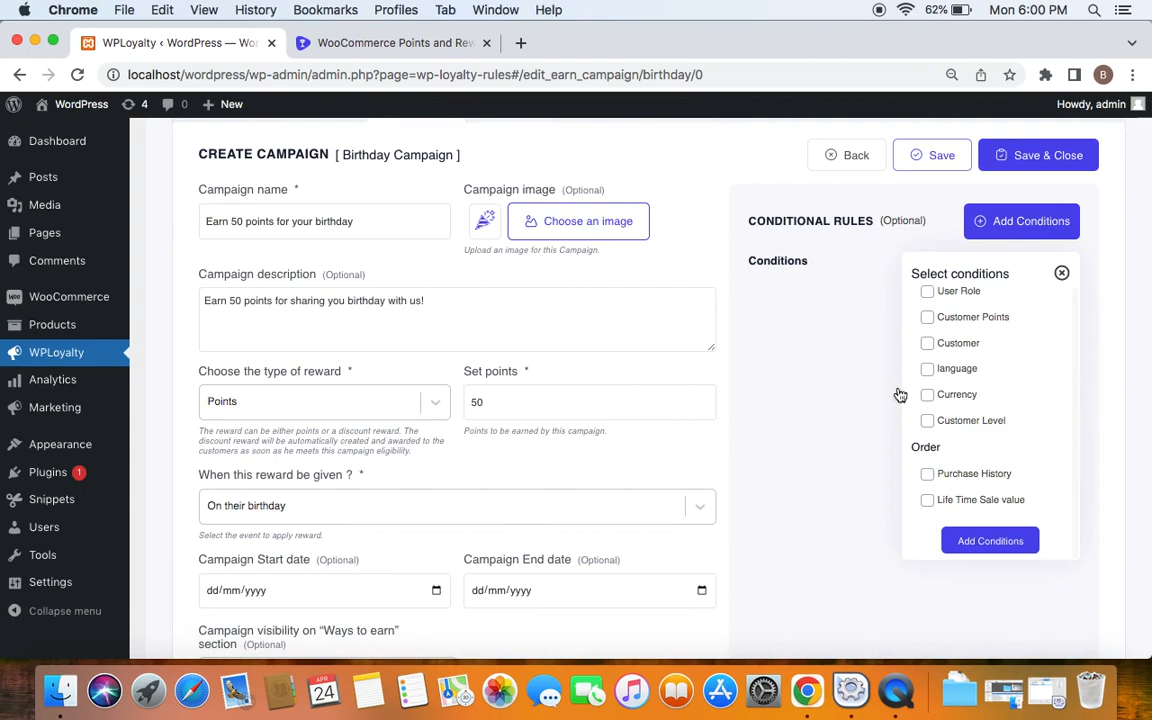 Chrome File Edit View History Bookmarks Profiles Tab Window Help 62% Mon 6:00 PM
WPLoyalty ‹ WordPress — Wor WooCommerce Points and Rew
localhost/wordpress/wp-admin/admin.php?page=wp-loyalty-rules#/edit_earn_campaign/birthday/0 B
WordPress 4 0 New Howdy, admin
Dashboard
Posts
Media
Pages
Comments
WooCommerce
Products
WPLoyalty
Analytics
Marketing
Appearance
Plugins 1
Snippets
Users
Tools
Settings
Collapse menu
CREATE CAMPAIGN [ Birthday Campaign ] Back Save Save & Close
Campaign name * Campaign image (Optional)
Earn 50 points for your birthday Choose an image
Upload an image for this Campaign.
Campaign description (Optional)
Earn 50 points for sharing you birthday with us!
Choose the type of reward * Set points *
Points 50
The reward can be either points or a discount reward. The Points to be earned by this campaign.
discount reward will be automatically created and awarded to the
customers as soon as he meets this campaign eligibility.
When this reward be given ? *
On their birthday
Select the event to apply reward.
Campaign Start date (Optional) Campaign End date (Optional)
dd/mm/yyyy dd/mm/yyyy
Campaign visibility on “Ways to earn”
section (Optional)
CONDITIONAL RULES (Optional) Add Conditions
Conditions
Select conditions
User Role
Customer Points
Customer
language
Currency
Customer Level
Order
Purchase History
Life Time Sale value
Add Conditions
APR
24